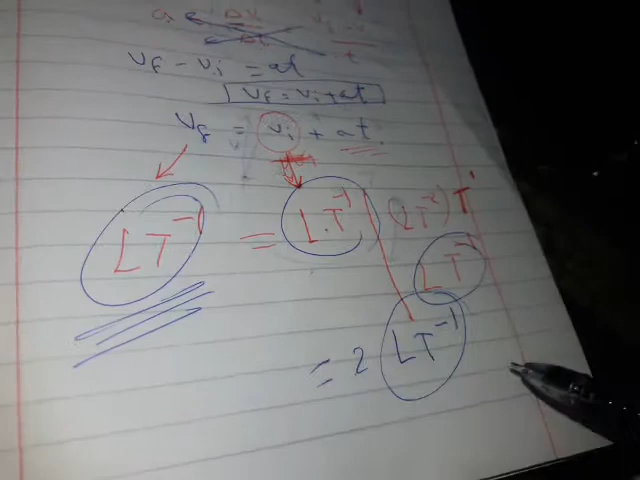 vf - vi = at
vf = vi + at
vf = vi + at.
LT⁻¹ = L.T⁻¹ (LT⁻²) T¹
LT⁻¹
= 2 LT⁻¹